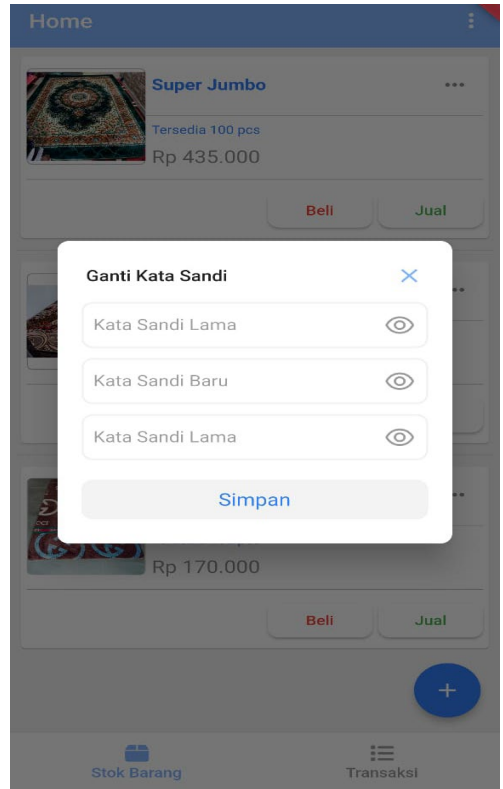 Home
Super Jumbo
Tersedia 100 pcs
Rp 435.000
Beli
Jual
Ganti Kata Sandi
Kata Sandi Lama
Kata Sandi Baru
Kata Sandi Lama
Simpan
Rp 170.000
Beli
Jual
+
Stok Barang
Transaksi